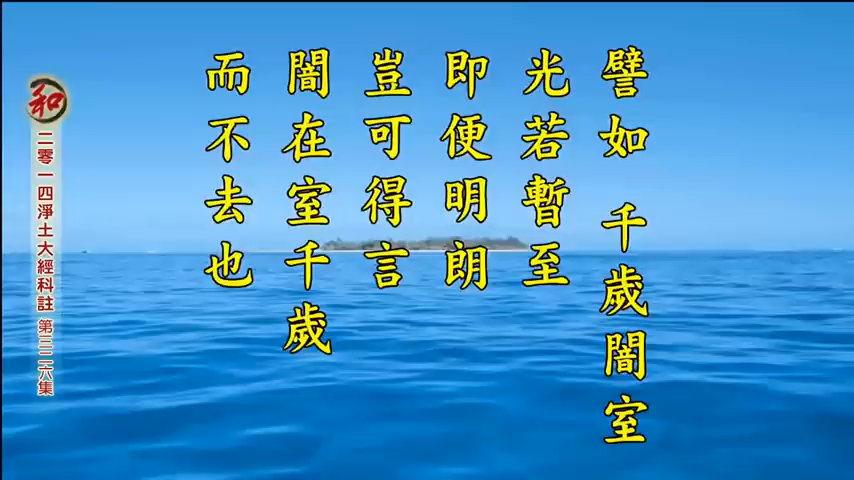 譬如 千歲闇室
光若暫至
即便明朗
豈可得言
闇在室千歲
而不去也
和
二零一四淨土大經科註 第三二六集